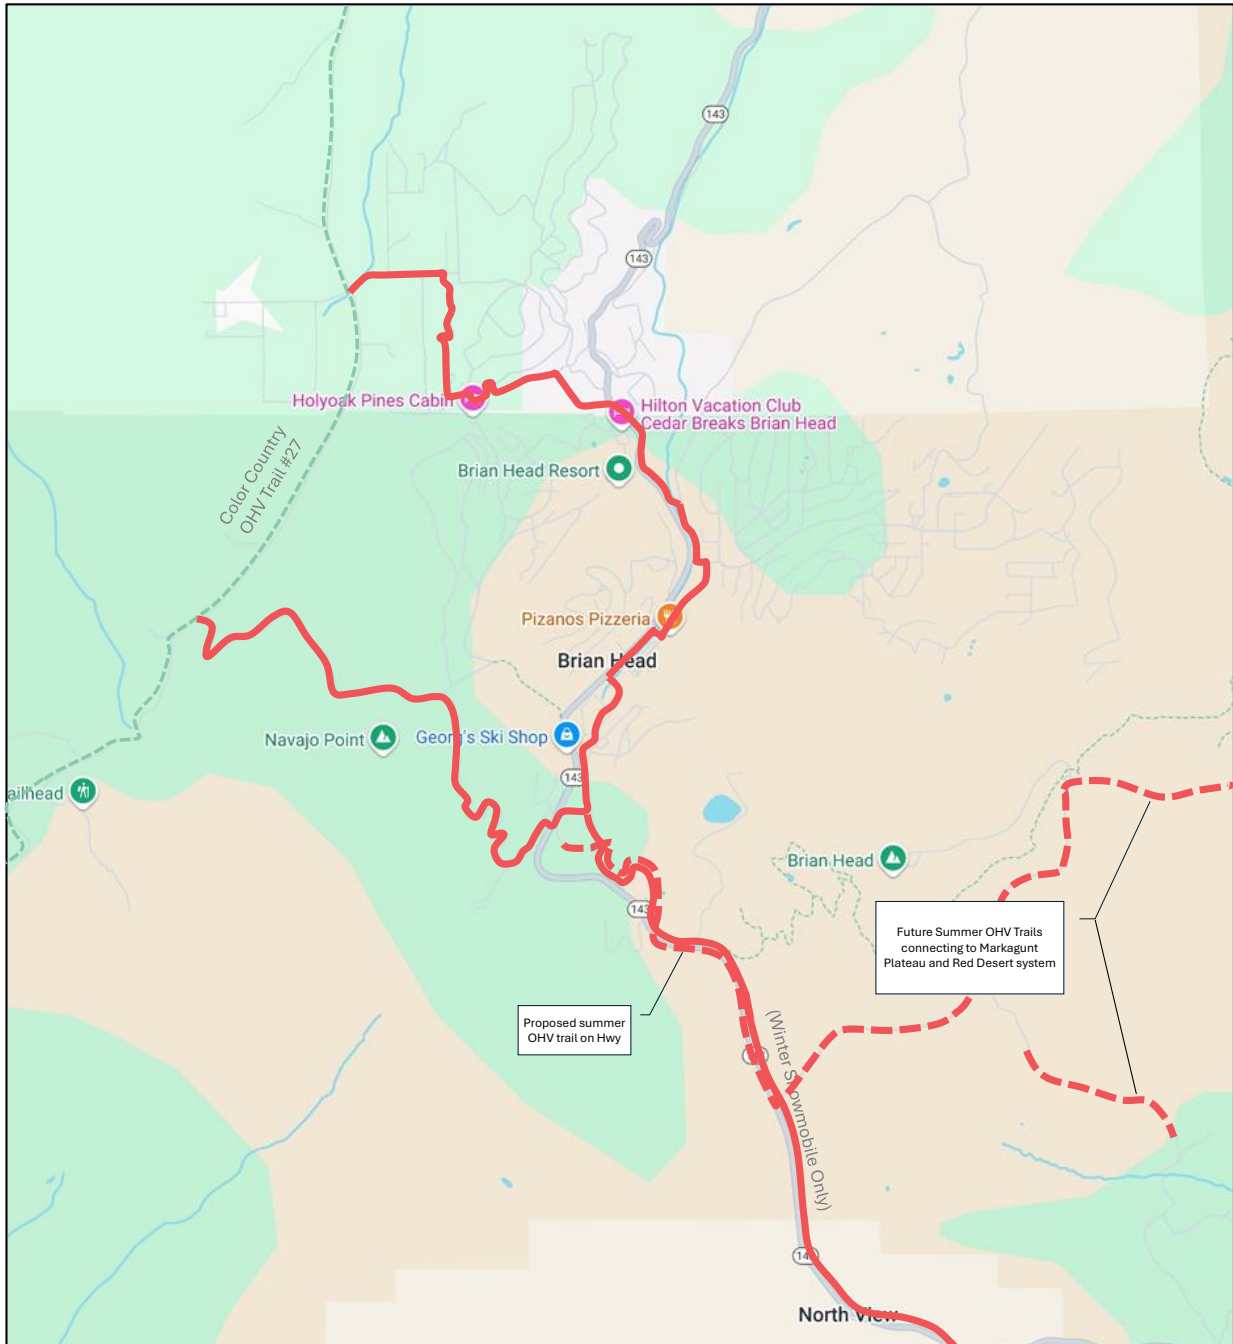 143
143
Holyoak Pines Cabin
Hilton Vacation Club
Cedar Breaks Brian Head
Color Country
OHV Trail #27
Brian Head Resort
Pizanos Pizzeria
Brian Head
Navajo Point
Georg's Ski Shop
143
ailhead
Brian Head
143
Future Summer OHV Trails
connecting to Markagunt
Plateau and Red Desert system
Proposed summer
OHV trail on Hwy
(Winter Snowmobile Only)
14
North View